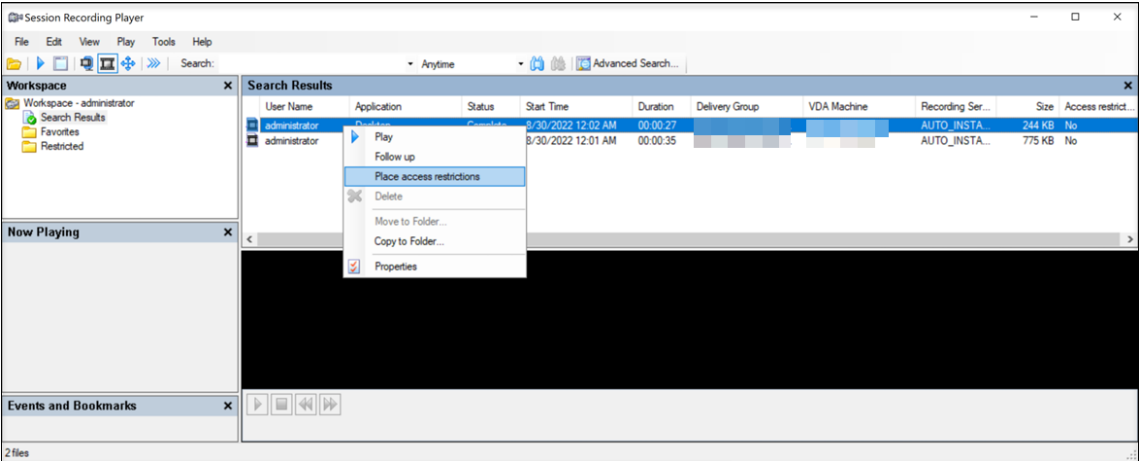 Session Recording Player
File Edit View Play Tools Help
Search: Anytime Advanced Search...
Workspace
Workspace - administrator
Search Results
Favorites
Restricted
Search Results
User Name Application Status Start Time Duration Delivery Group VDA Machine Recording Ser... Size Access restrict...
administrator Desktop Complete 8/30/2022 12:02 AM 00:00:27 AUTO_INSTA... 244 KB No
administrator 8/30/2022 12:01 AM 00:00:35 AUTO_INSTA... 775 KB No
Play
Follow up
Place access restrictions
Delete
Move to Folder...
Copy to Folder...
Properties
Now Playing
Events and Bookmarks
2 files